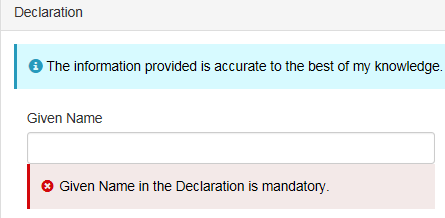 Declaration
The information provided is accurate to the best of my knowledge.
Given Name
Given Name in the Declaration is mandatory.